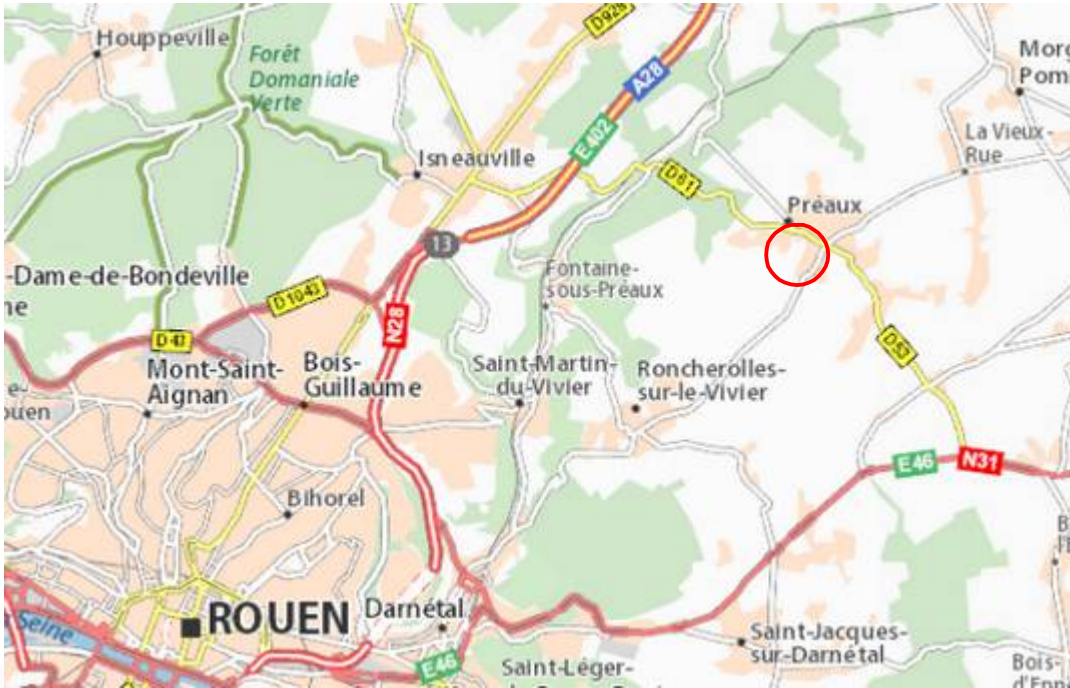 Houppeville
D928
Forêt
Domaniale
Verte
A28
E402
Isneauville
La Vieux-
Rue
D61
Préaux
13
-Dame-de-Bondeville
D1043
Fontaine-
sous-Préaux
N28
D43
D53
Mont-Saint-
Aignan
Bois-
Guillaume
Saint-Martin-
du-Vivier
Roncherolles-
sur-le-Vivier
E46
N31
Bihorel
ROUEN
Darnétal
Seine
E46
Saint-Jacques-
sur-Darnétal
Saint-Léger-
Bois-